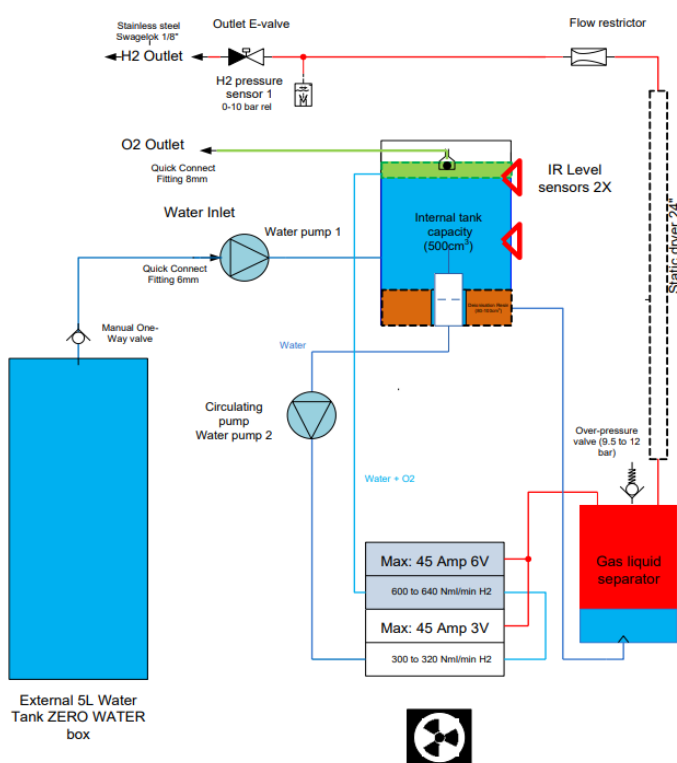 Stainless steel
Swagelok 1/8"
H2 Outlet
Outlet E-valve
Flow restrictor
H2 pressure
sensor 1
0-10 bar rel
O2 Outlet
Quick Connect
Fitting 8mm
IR Level
sensors 2X
Static dryer 24"
Water Inlet
Water pump 1
Quick Connect
Fitting 6mm
Internal tank
capacity
(500cm³)
Manual One-
Way valve
Water
Circulating
pump
Water pump 2
Water + O2
Over-pressure
valve (9.5 to 12
bar)
Max: 45 Amp 6V
600 to 640 Nml/min H2
Max: 45 Amp 3V
300 to 320 Nml/min H2
Gas liquid
separator
External 5L Water
Tank ZERO WATER
box